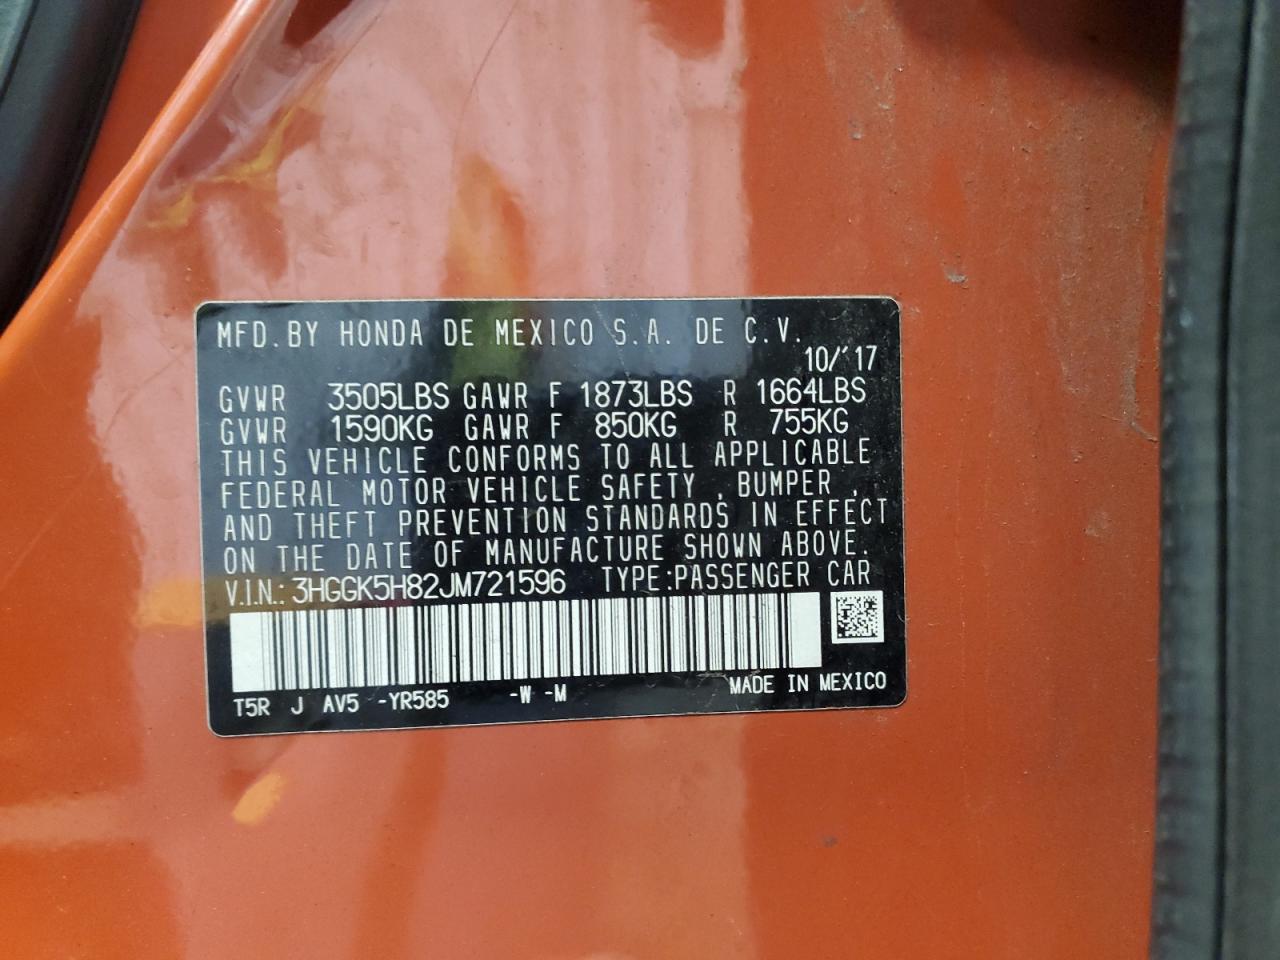 MFD. BY HONDA DE MEXICO S.A. DE C.V.
10/'17
GVWR 3505LBS GAWR F 1873LBS R 1664LBS
GVWR 1590KG GAWR F 850KG R 755KG
THIS VEHICLE CONFORMS TO ALL APPLICABLE
FEDERAL MOTOR VEHICLE SAFETY , BUMPER ,
AND THEFT PREVENTION STANDARDS IN EFFECT
ON THE DATE OF MANUFACTURE SHOWN ABOVE.
V.I.N.: 3HGGK5H82JM721596 TYPE:PASSENGER CAR
T5R J AV5 -YR585 -W -M MADE IN MEXICO